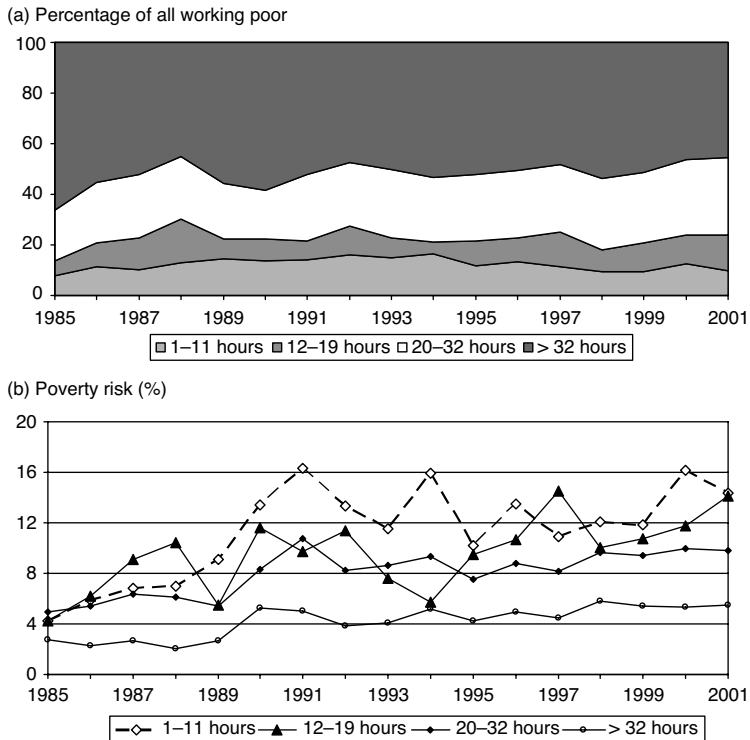 (a) Percentage of all working poor
100
80
60
40
20
0
1985 1987 1989 1991 1993 1995 1997 1999 2001
1–11 hours 12–19 hours 20–32 hours > 32 hours
(b) Poverty risk (%)
20
16
12
8
4
0
1985 1987 1989 1991 1993 1995 1997 1999 2001
1–11 hours 12–19 hours 20–32 hours > 32 hours